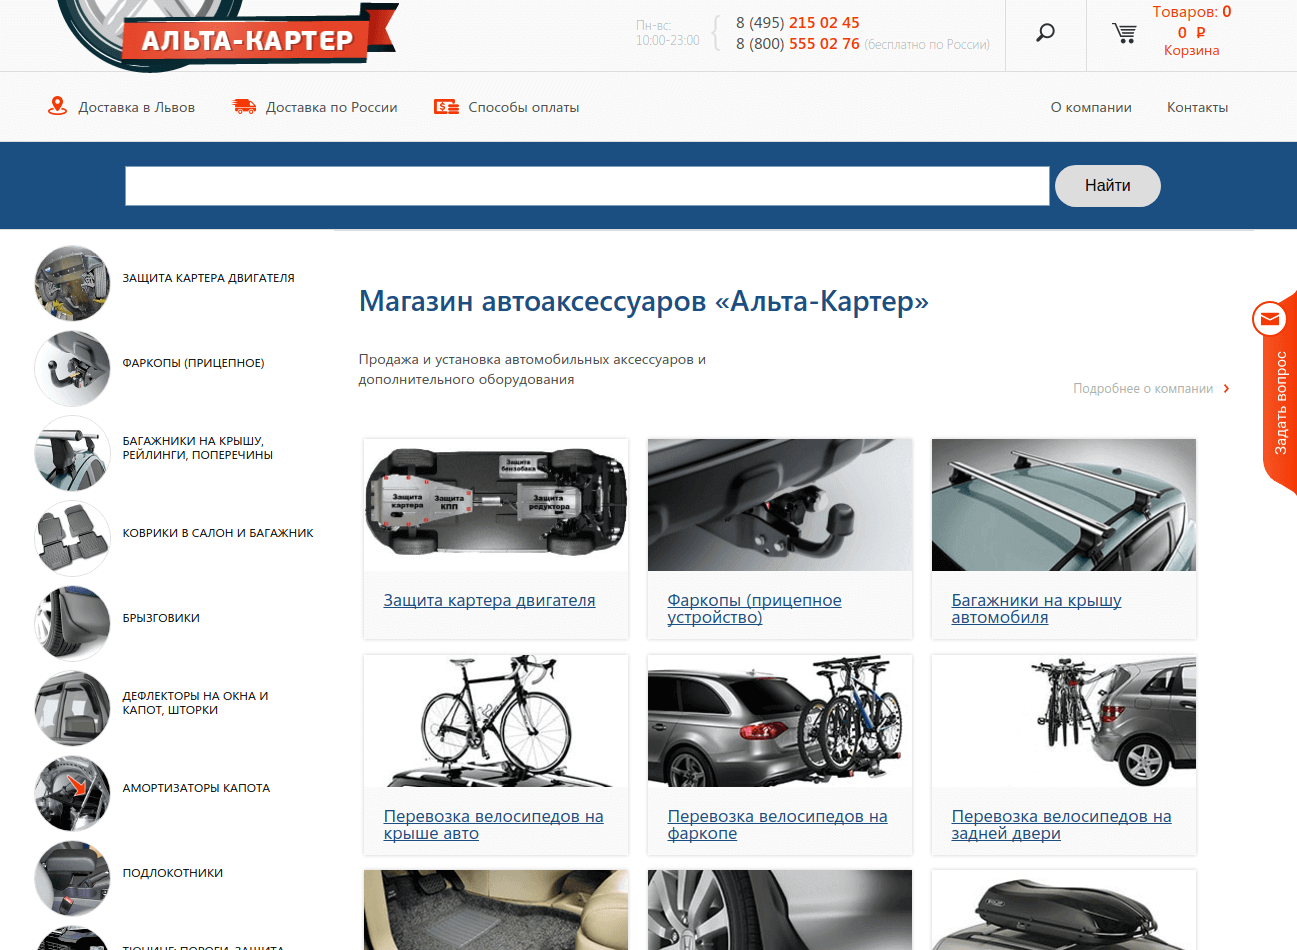 АЛЬТА-КАРТЕР
Пн-вс:
10:00-23:00
8 (495) 215 02 45
8 (800) 555 02 76 (бесплатно по России)
Товаров: 0
0 ₽
Корзина
Доставка в Львов
Доставка по России
Способы оплаты
О компании
Контакты
Найти
ЗАЩИТА КАРТЕРА ДВИГАТЕЛЯ
ФАРКОПЫ (ПРИЦЕПНОЕ)
БАГАЖНИКИ НА КРЫШУ,
РЕЙЛИНГИ, ПОПЕРЕЧИНЫ
КОВРИКИ В САЛОН И БАГАЖНИК
БРЫЗГОВИКИ
ДЕФЛЕКТОРЫ НА ОКНА И
КАПОТ, ШТОРКИ
АМОРТИЗАТОРЫ КАПОТА
ПОДЛОКОТНИКИ
ТЮНИНГ: ПОРОГИ, ЗАЩИТА
Магазин автоаксессуаров «Альта-Картер»
Продажа и установка автомобильных аксессуаров и
дополнительного оборудования
Подробнее о компании
Задать вопрос
Защита
бензобака
Защита
картера
Защита
КПП
Защита
редуктора
Защита картера двигателя
Фаркопы (прицепное
устройство)
Багажники на крышу
автомобиля
Перевозка велосипедов на
крыше авто
Перевозка велосипедов на
фаркопе
Перевозка велосипедов на
задней двери